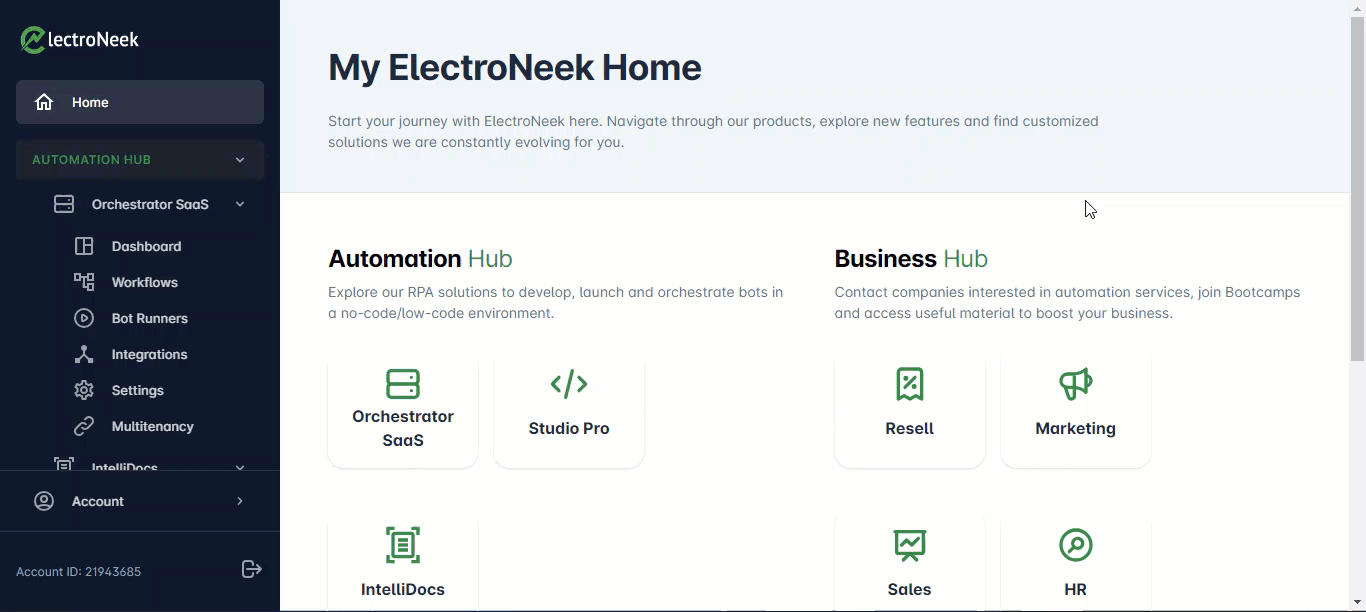 lectroNeek
Home
AUTOMATION HUB
Orchestrator SaaS
Dashboard
Workflows
Bot Runners
Integrations
Settings
Multitenancy
IntelliDocs
Account
Account ID: 21943685
My ElectroNeek Home
Start your journey with ElectroNeek here. Navigate through our products, explore new features and find customized
solutions we are constantly evolving for you.
Automation Hub
Explore our RPA solutions to develop, launch and orchestrate bots in
a no-code/low-code environment.
Orchestrator
SaaS
Studio Pro
IntelliDocs
Business Hub
Contact companies interested in automation services, join Bootcamps
and access useful material to boost your business.
Resell
Marketing
Sales
HR